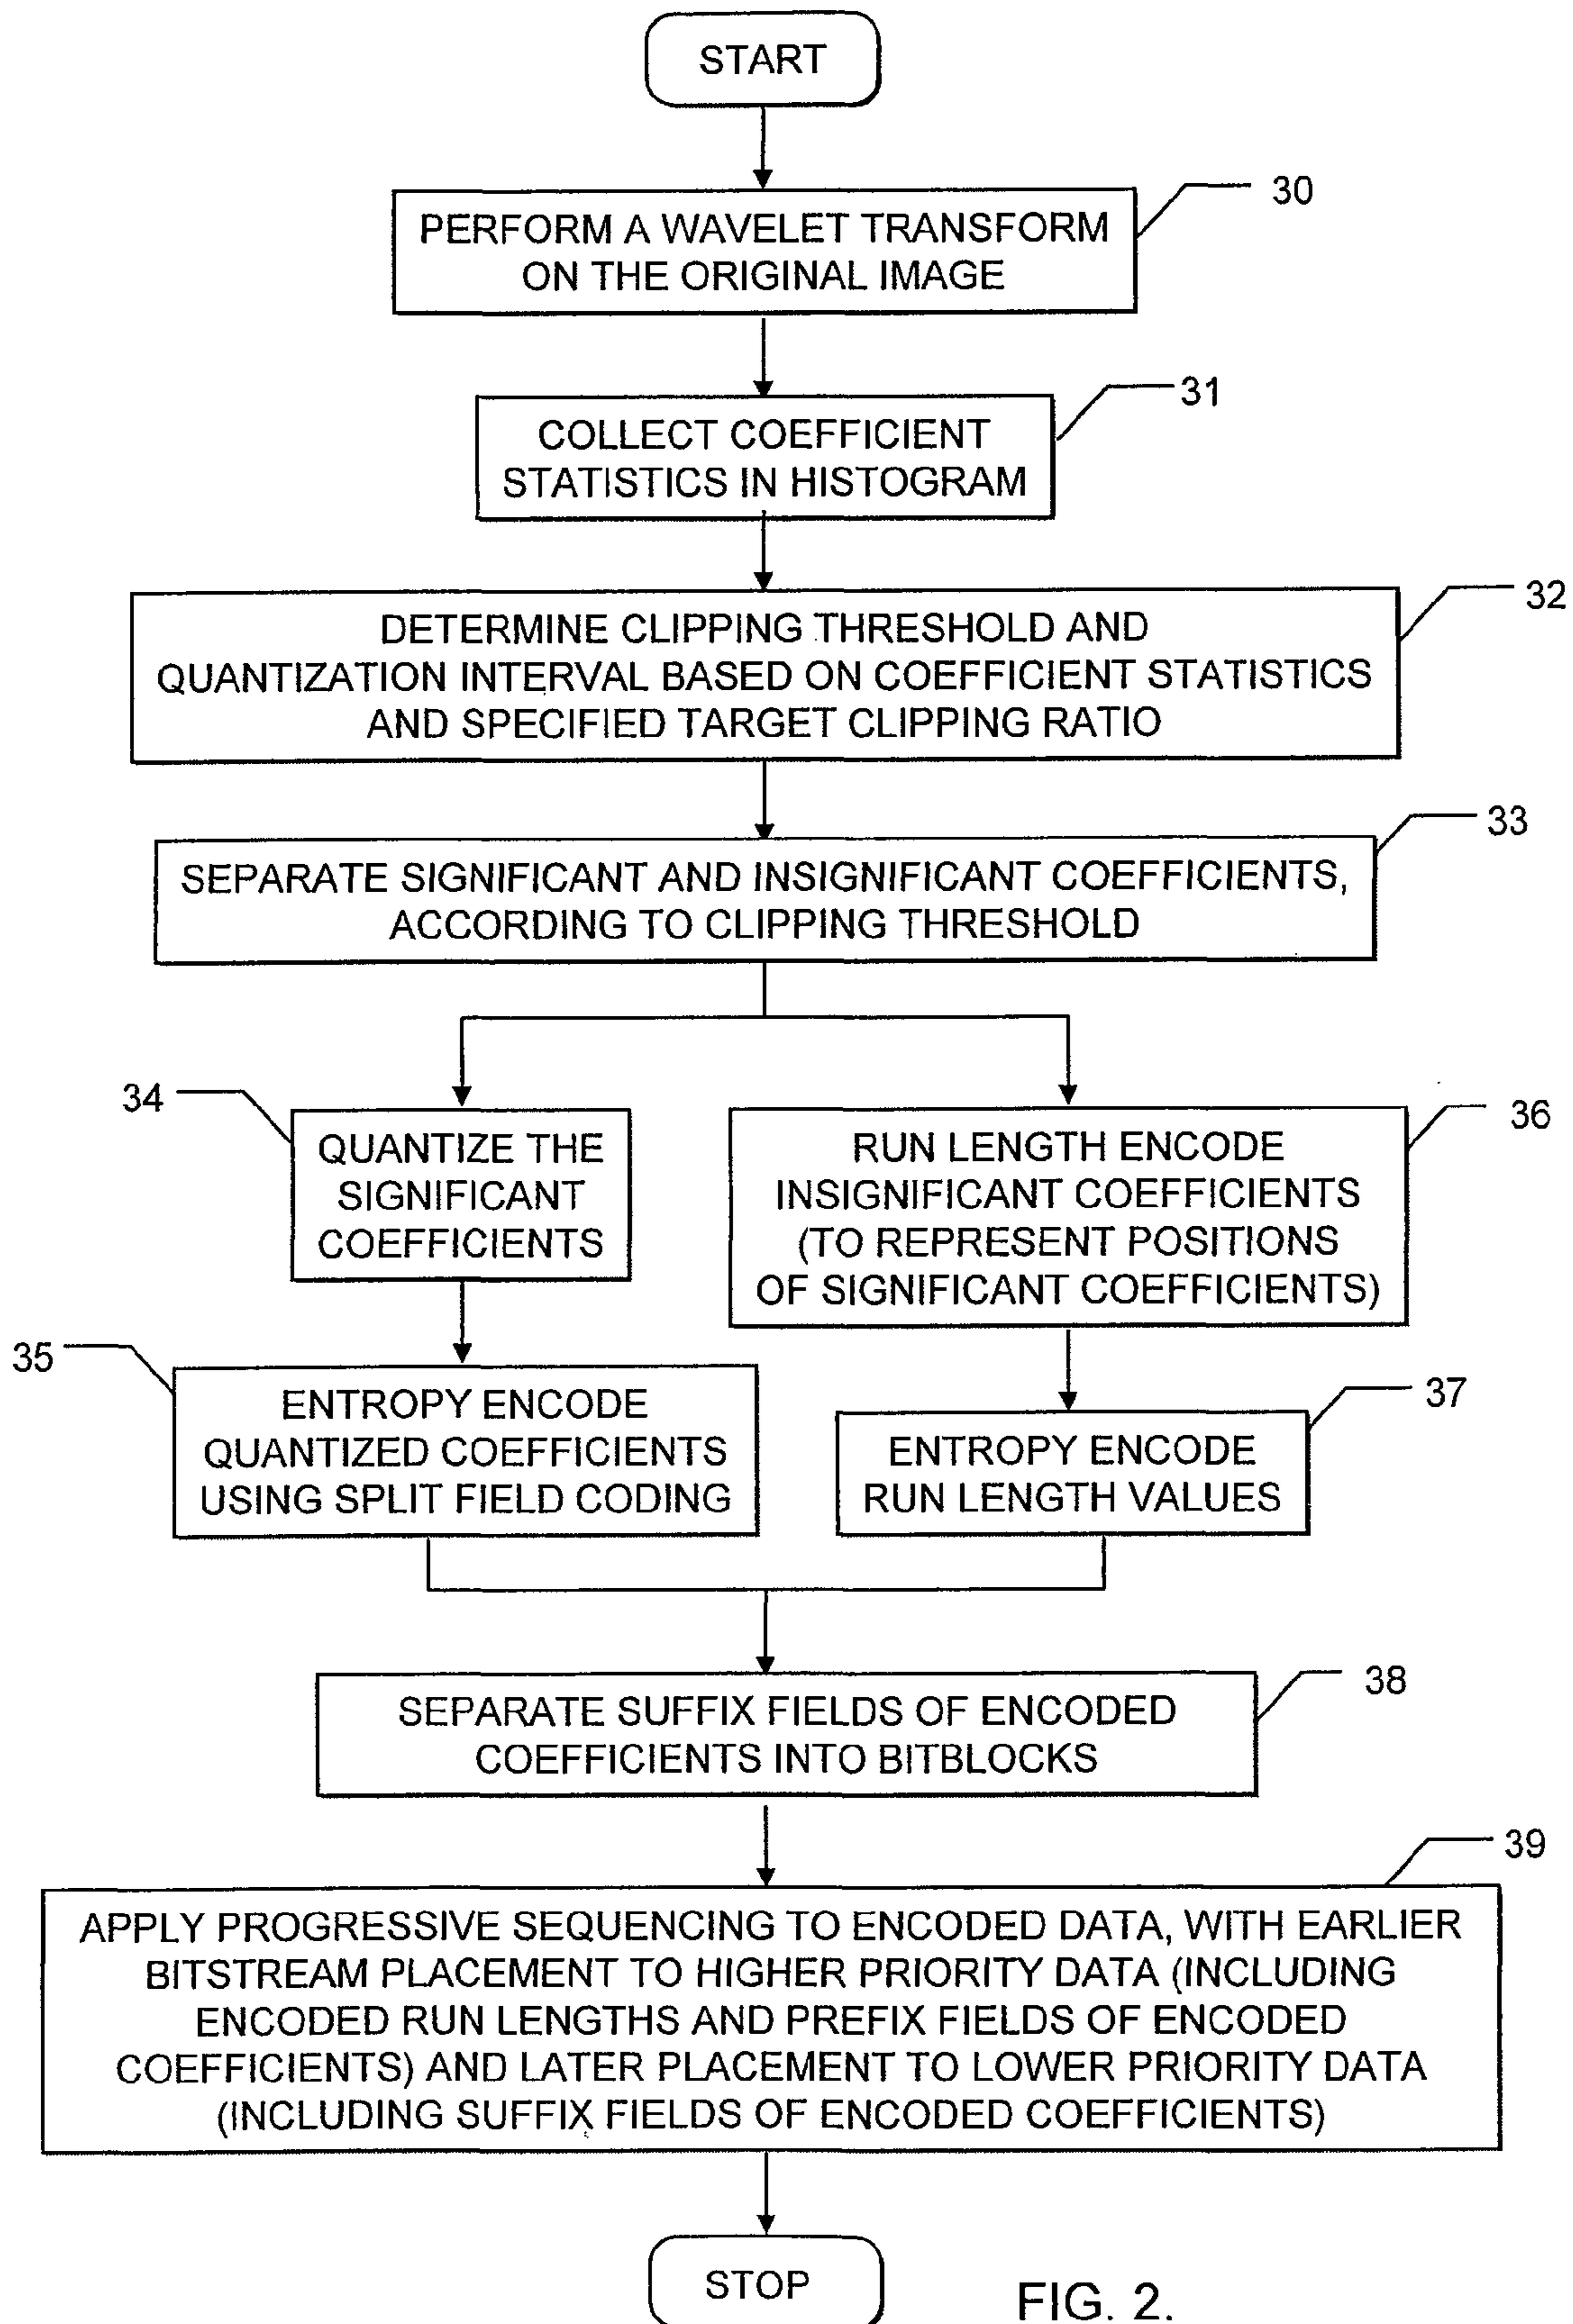 START
30
PERFORM A WAVELET TRANSFORM
ON THE ORIGINAL IMAGE
31
COLLECT COEFFICIENT
STATISTICS IN HISTOGRAM
32
DETERMINE CLIPPING THRESHOLD AND
QUANTIZATION INTERVAL BASED ON COEFFICIENT STATISTICS
AND SPECIFIED TARGET CLIPPING RATIO
33
SEPARATE SIGNIFICANT AND INSIGNIFICANT COEFFICIENTS,
ACCORDING TO CLIPPING THRESHOLD
34
QUANTIZE THE
SIGNIFICANT
COEFFICIENTS
36
RUN LENGTH ENCODE
INSIGNIFICANT COEFFICIENTS
(TO REPRESENT POSITIONS
OF SIGNIFICANT COEFFICIENTS)
35
ENTROPY ENCODE
QUANTIZED COEFFICIENTS
USING SPLIT FIELD CODING
37
ENTROPY ENCODE
RUN LENGTH VALUES
38
SEPARATE SUFFIX FIELDS OF ENCODED
COEFFICIENTS INTO BITBLOCKS
39
APPLY PROGRESSIVE SEQUENCING TO ENCODED DATA, WITH EARLIER
BITSTREAM PLACEMENT TO HIGHER PRIORITY DATA (INCLUDING
ENCODED RUN LENGTHS AND PREFIX FIELDS OF ENCODED
COEFFICIENTS) AND LATER PLACEMENT TO LOWER PRIORITY DATA
(INCLUDING SUFFIX FIELDS OF ENCODED COEFFICIENTS)
STOP
FIG. 2.